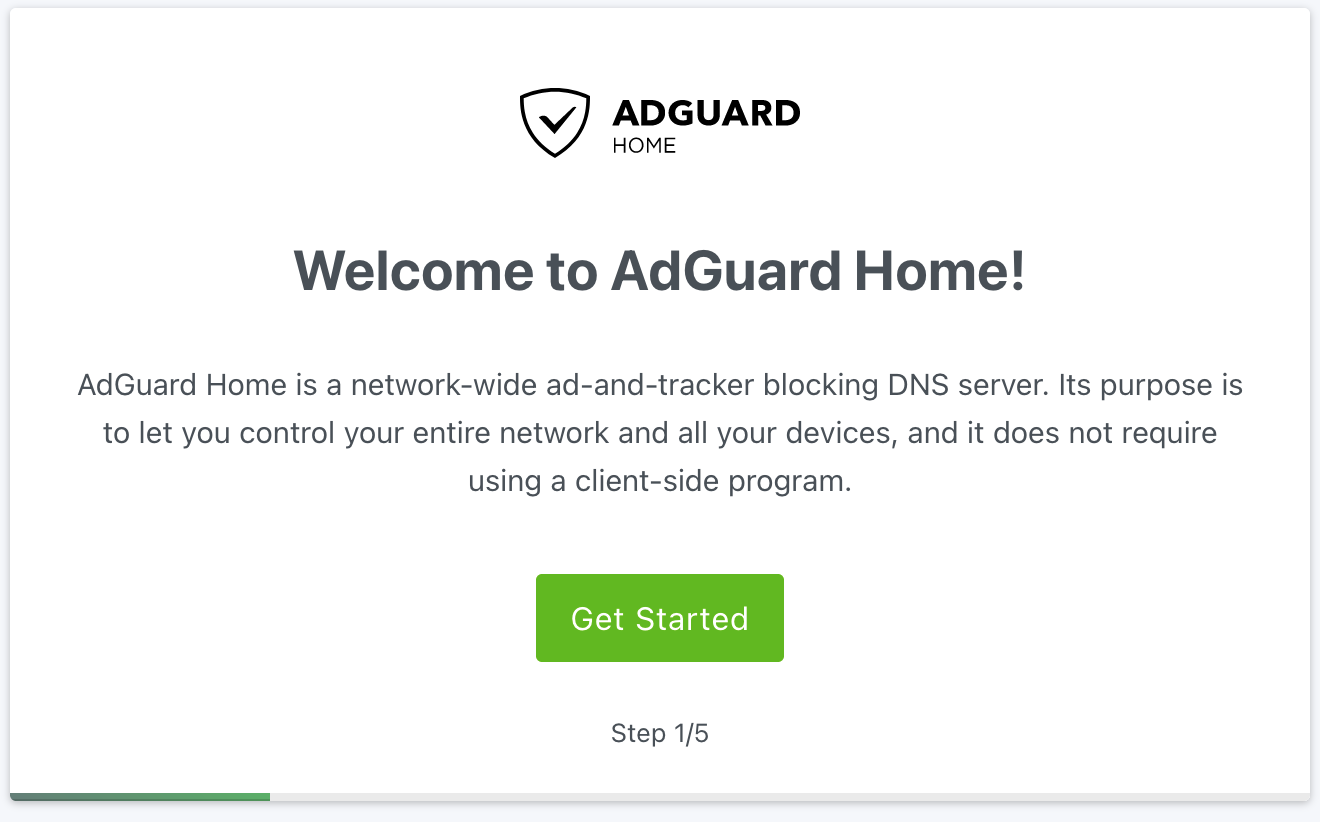 ADGUARD
HOME
Welcome to AdGuard Home!
AdGuard Home is a network-wide ad-and-tracker blocking DNS server. Its purpose is
to let you control your entire network and all your devices, and it does not require
using a client-side program.
Get Started
Step 1/5